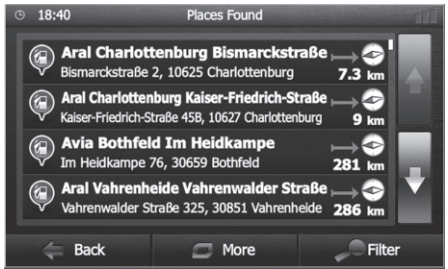 18:40 Places Found
Aral Charlottenburg Bismarckstraße
Bismarckstraße 2, 10625 Charlottenburg 7.3 km
Aral Charlottenburg Kaiser-Friedrich-Straße
Kaiser-Friedrich-Straße 45B, 10627 Charlottenburg 9 km
Avia Bothfeld Im Heidkampe
Im Heidkampe 76, 30659 Bothfeld 281 km
Aral Vahrenheide Vahrenwalder Straße
Vahrenwalder Straße 325, 30851 Vahrenheide 286 km
Back More Filter